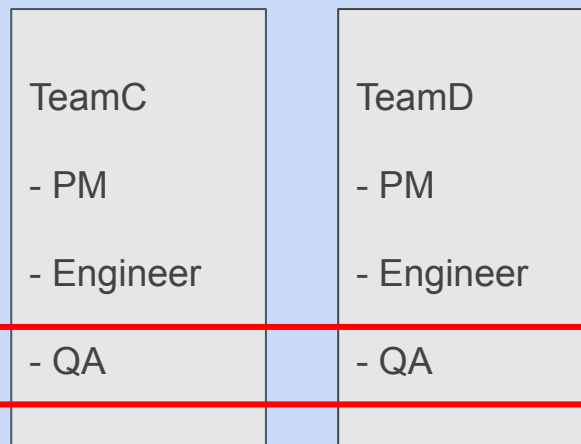 TeamC
- PM
- Engineer
- QA
TeamD
- PM
- Engineer
- QA